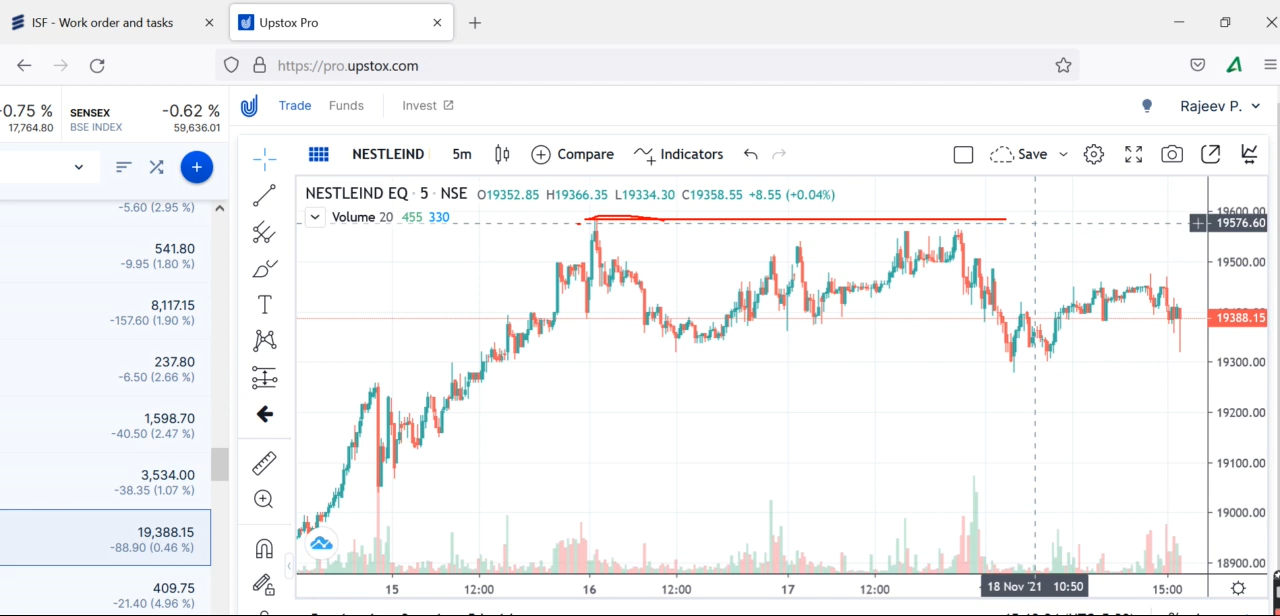 ISF - Work order and tasks
Upstox Pro
https://pro.upstox.com
-0.75 %
17,764.80
SENSEX
-0.62 %
BSE INDEX
59,636.01
Trade
Funds
Invest
Rajeev P.
NESTLEIND
5m
Compare
Indicators
Save
-5.60 (2.95 %)
541.80
-9.95 (1.80 %)
8,117.15
-157.60 (1.90 %)
237.80
-6.50 (2.66 %)
1,598.70
-40.50 (2.47 %)
3,534.00
-38.35 (1.07 %)
19,388.15
-88.90 (0.46 %)
409.75
-21.40 (4.96 %)
NESTLEIND EQ · 5 · NSE O19352.85 H19366.35 L19334.30 C19358.55 +8.55 (+0.04%)
Volume 20 455 330
19600.00
19576.60
19500.00
19388.15
19300.00
19200.00
19100.00
19000.00
18900.00
15
12:00
16
12:00
17
12:00
18 Nov '21 10:50
15:00